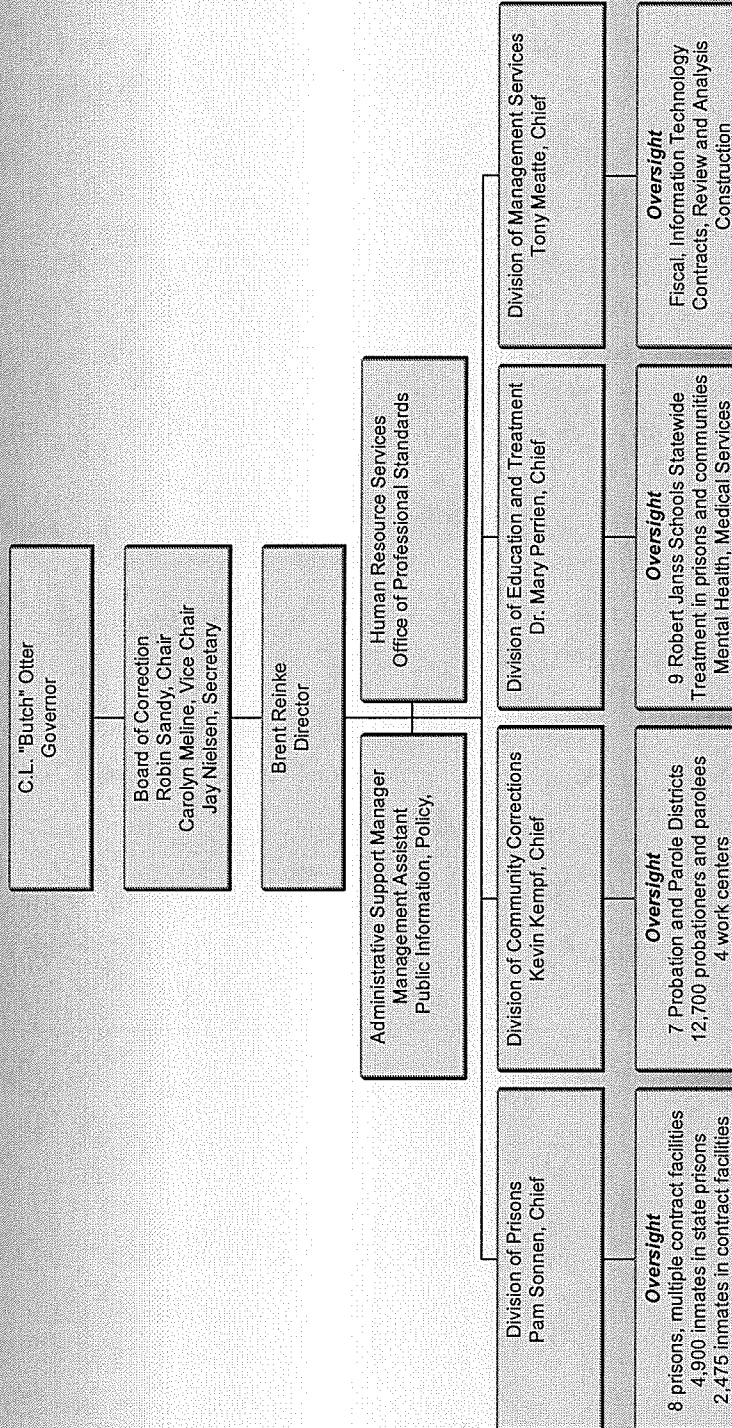 C.L. "Butch" Otter
Governor
Board of Correction
Robin Sandy, Chair
Carolyn Meline, Vice Chair
Jay Nielsen, Secretary
Brent Reinke
Director
Administrative Support Manager
Management Assistant
Public Information, Policy,
Human Resource Services
Office of Professional Standards
Division of Prisons
Pam Sonnen, Chief
Division of Community Corrections
Kevin Kempf, Chief
Division of Education and Treatment
Dr. Mary Perrien, Chief
Division of Management Services
Tony Meatte, Chief
Oversight
8 prisons, multiple contract facilities
4,900 inmates in state prisons
2,475 inmates in contract facilities
Oversight
7 Probation and Parole Districts
12,700 probationers and parolees
4 work centers
Oversight
9 Robert Janss Schools Statewide
Treatment in prisons and communities
Mental Health, Medical Services
Oversight
Fiscal, Information Technology
Contracts, Review and Analysis
Construction